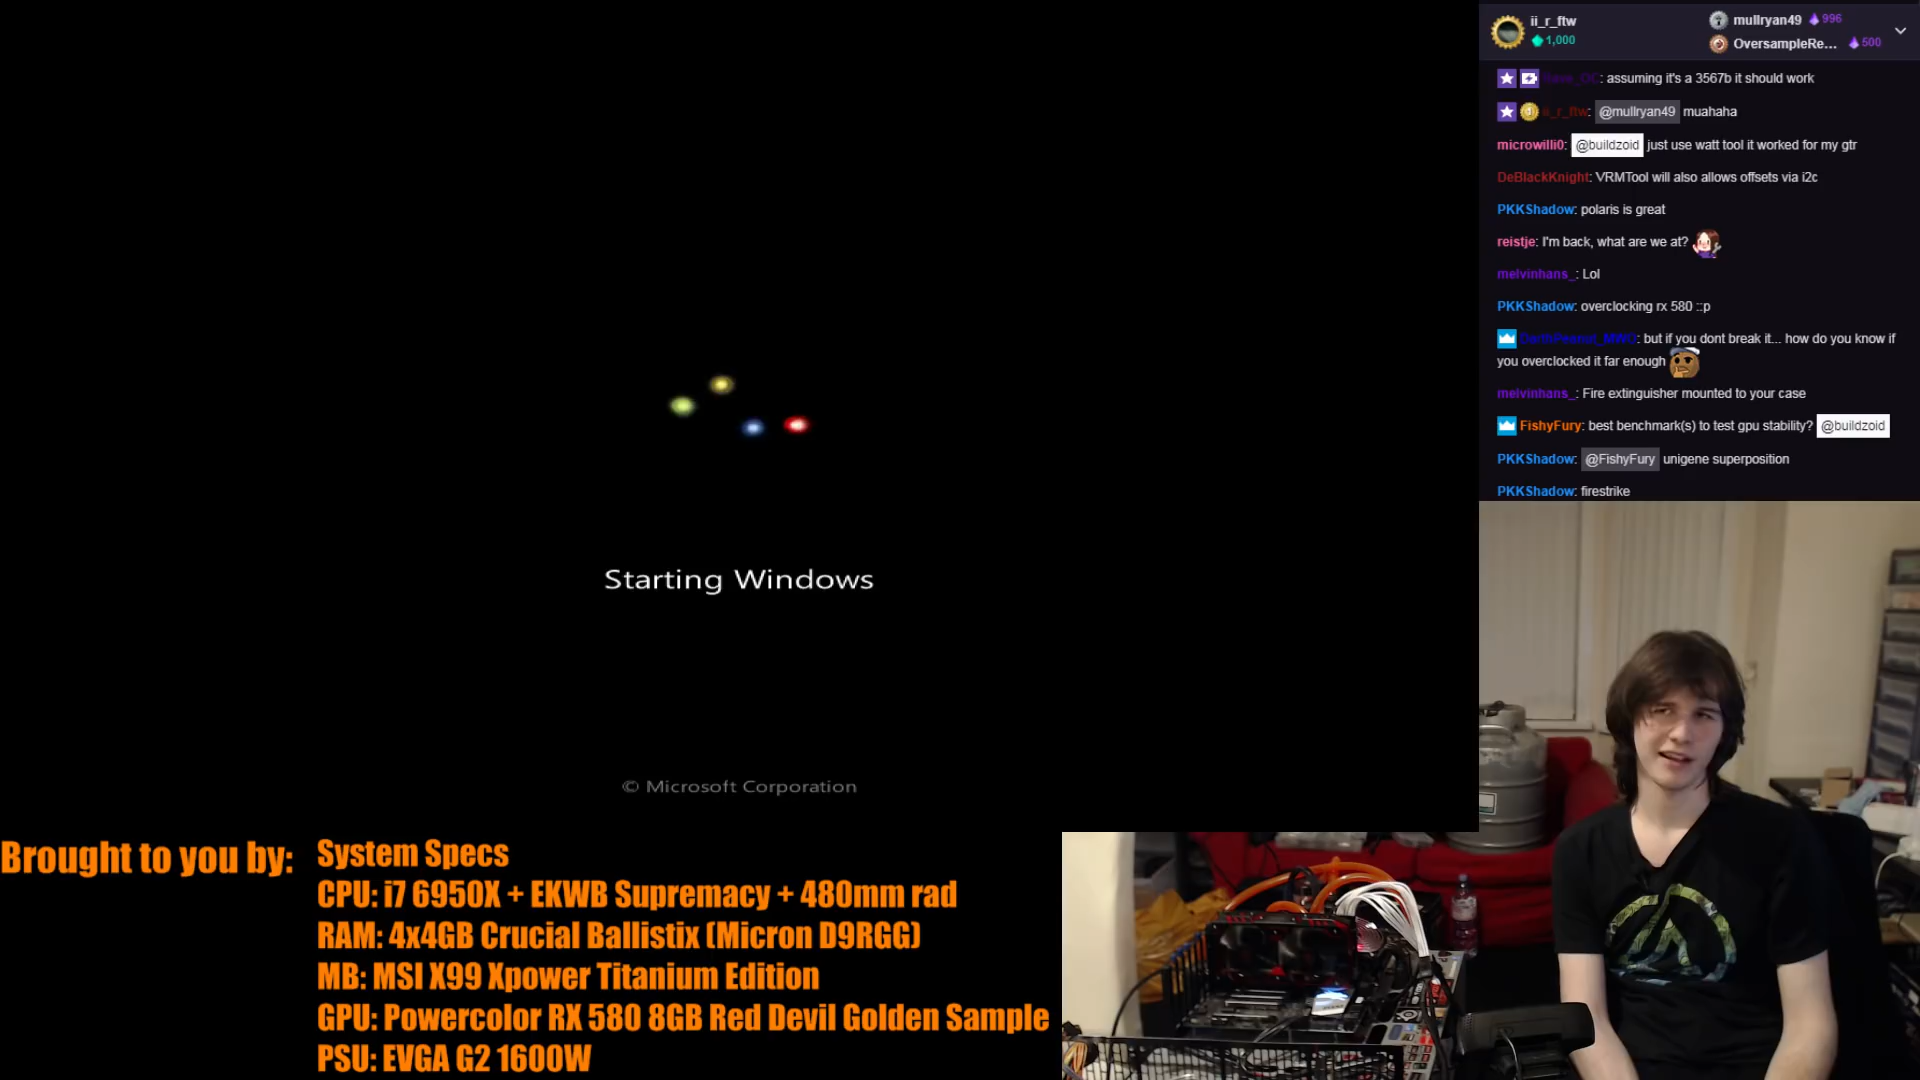 Starting Windows
© Microsoft Corporation
Brought to you by:
System Specs
CPU: i7 6950X + EKWB Supremacy + 480mm rad
RAM: 4x4GB Crucial Ballistix (Micron D9RGG)
MB: MSI X99 Xpower Titanium Edition
GPU: Powercolor RX 580 8GB Red Devil Golden Sample
PSU: EVGA G2 1600W
ii_r_ftw
1,000
mullryan49 996
OversampleRe... 500
: assuming it's a 3567b it should work
ii_r_ftw: @mullryan49 muahaha
microwilli0: @buildzoid just use watt tool it worked for my gtr
DeBlackKnight: VRMTool will also allows offsets via i2c
PKKShadow: polaris is great
reistje: I'm back, what are we at?
melvinhans_: Lol
PKKShadow: overclocking rx 580 ::p
DarthPeanut_MWO: but if you dont break it... how do you know if
you overclocked it far enough
melvinhans_: Fire extinguisher mounted to your case
FishyFury: best benchmark(s) to test gpu stability? @buildzoid
PKKShadow: @FishyFury unigene superposition
PKKShadow: firestrike